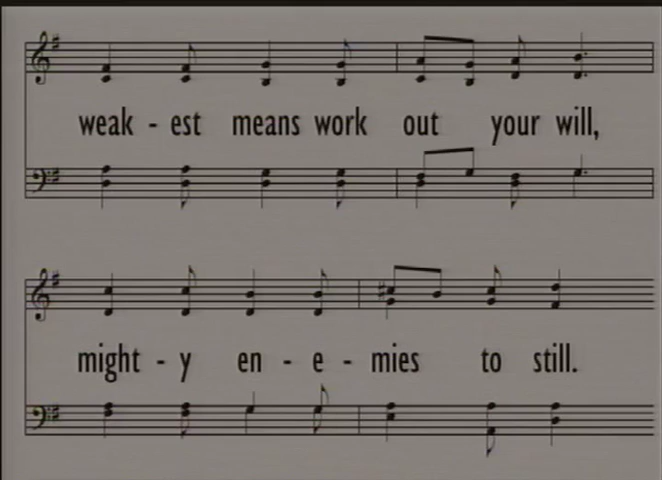 weak - est means work out your will,
might - y en - e - mies to still.